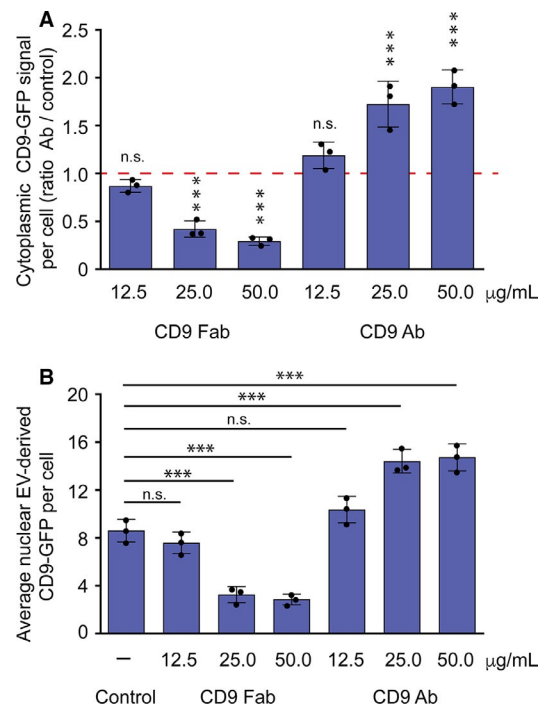 A
Cytoplasmic CD9-GFP signal
per cell (ratio Ab / control)
2.5
2.0
1.5
1.0
0.5
0
n.s.
***
***
n.s.
***
***
12.5 25.0 50.0 12.5 25.0 50.0 μg/mL
CD9 Fab CD9 Ab
B
Average nuclear EV-derived
CD9-GFP per cell
20
16
12
8
4
0
***
***
n.s.
***
***
n.s.
– 12.5 25.0 50.0 12.5 25.0 50.0 μg/mL
Control CD9 Fab CD9 Ab